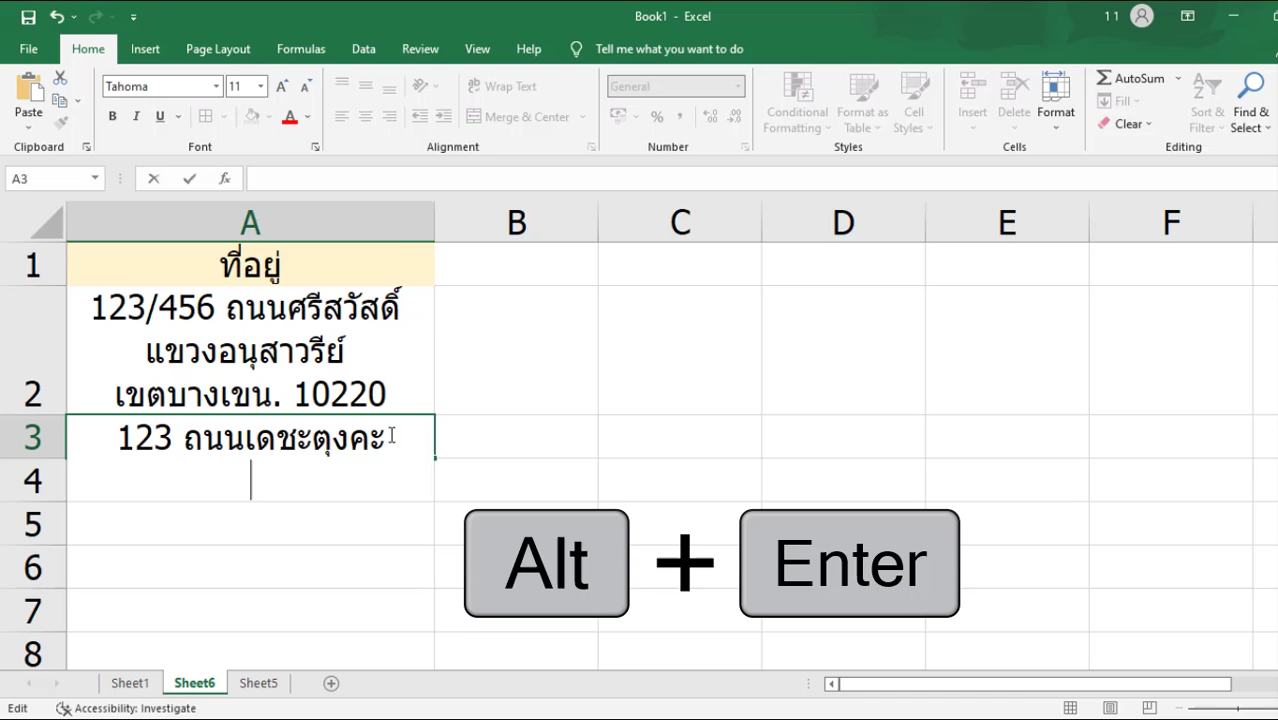 Book1 - Excel
1 1
File Home Insert Page Layout Formulas Data Review View Help Tell me what you want to do
Paste
Clipboard
Tahoma 11
B I U A
Font
Wrap Text
Merge & Center
Alignment
General
%
Number
Conditional Formatting
Format as Table
Cell Styles
Styles
Insert Delete Format
Cells
AutoSum
Fill
Clear
Sort & Filter
Find & Select
Editing
A3 fx
A B C D E F
1 ที่อยู่
123/456 ถนนศรีสวัสดิ์
แขวงอนุสาวรีย์
2 เขตบางเขน. 10220
3 123 ถนนเดชะตุงคะ
4
5
6
7
8
Alt + Enter
Sheet1 Sheet6 Sheet5
Edit Accessibility: Investigate